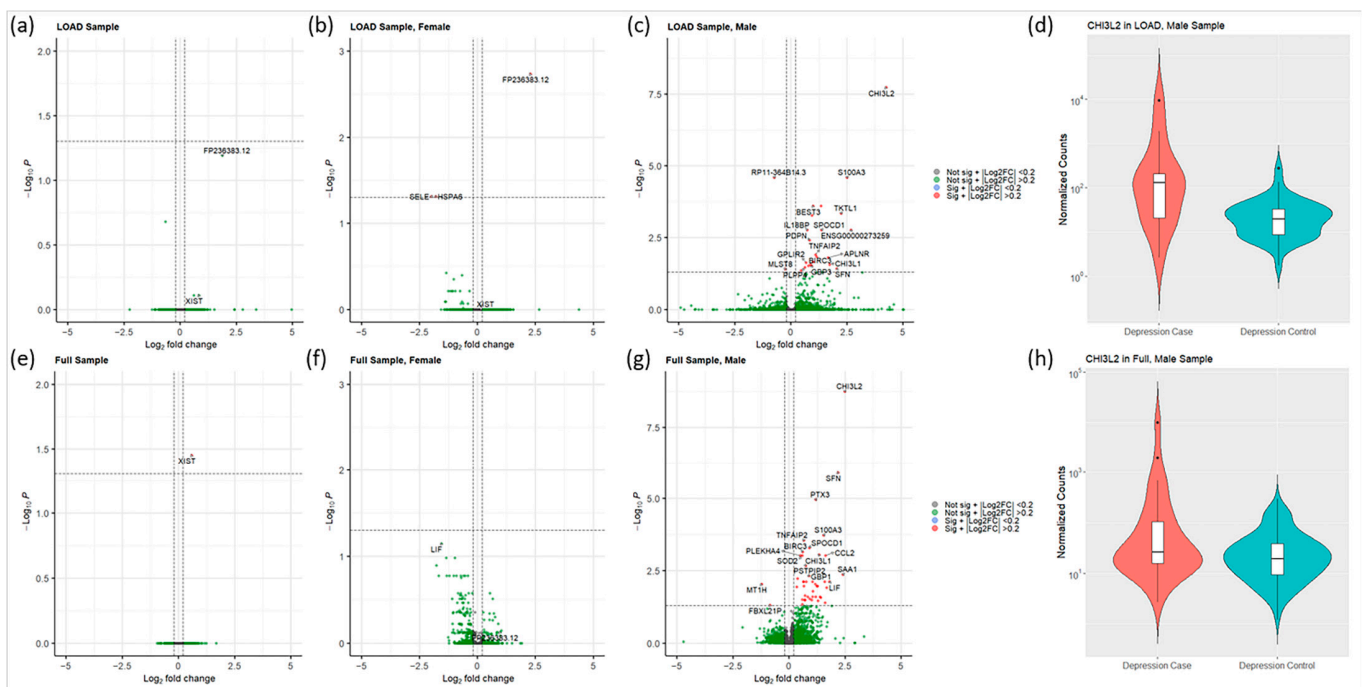 (a)
LOAD Sample
2.0
1.5
1.0
0.5
0.0
−Log10 P
FP236383.12
XIST
−5
−2.5
0
2.5
5
Log2 fold change
(b)
LOAD Sample, Female
3
2
1
0
−Log10 P
FP236383.12
SELE
HSPA6
XIST
−5
−2.5
0
2.5
5
Log2 fold change
(c)
LOAD Sample, Male
7.5
5.0
2.5
0.0
−Log10 P
CHI3L2
RP11-364B14.3
S100A3
BEST3
TKTL1
IL18BP
SPOCD1
PDPN
ENSG00000273259
TNFAIP2
GPLIR2
APLNR
BIRC3
CHI3L1
MLST8
GBP3
SFN
PLPP4
−5
−2.5
0
2.5
5
Log2 fold change
Not sig + |Log2FC| <0.2
Not sig + |Log2FC| >0.2
Sig + |Log2FC| <0.2
Sig + |Log2FC| >0.2
(d)
CHI3L2 in LOAD, Male Sample
Normalized Counts
10^4
10^2
10^0
Depression Case
Depression Control
(e)
Full Sample
2.0
1.5
1.0
0.5
0.0
−Log10 P
XIST
−5
−2.5
0
2.5
5
Log2 fold change
(f)
Full Sample, Female
3
2
1
0
−Log10 P
LIF
−5
−2.5
0
2.5
5
Log2 fold change
(g)
Full Sample, Male
7.5
5.0
2.5
0.0
−Log10 P
CHI3L2
SFN
PTX3
S100A3
TNFAIP2
SPOCD1
BIRC3
PLEKHA4
CCL2
SOD2
CHI3L1
PSTPIP2
SAA1
GBP1
MT1H
LIF
FBXL21P
−5
−2.5
0
2.5
5
Log2 fold change
Not sig + |Log2FC| <0.2
Not sig + |Log2FC| >0.2
Sig + |Log2FC| <0.2
Sig + |Log2FC| >0.2
(h)
CHI3L2 in Full, Male Sample
Normalized Counts
10^5
10^3
10^1
Depression Case
Depression Control